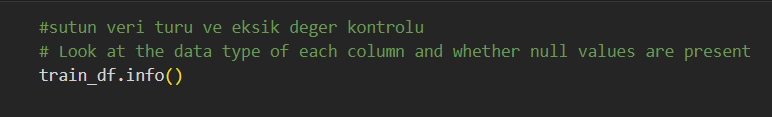 #sutun veri turu ve eksik deger kontrolu
# Look at the data type of each column and whether null values are present
train_df.info()